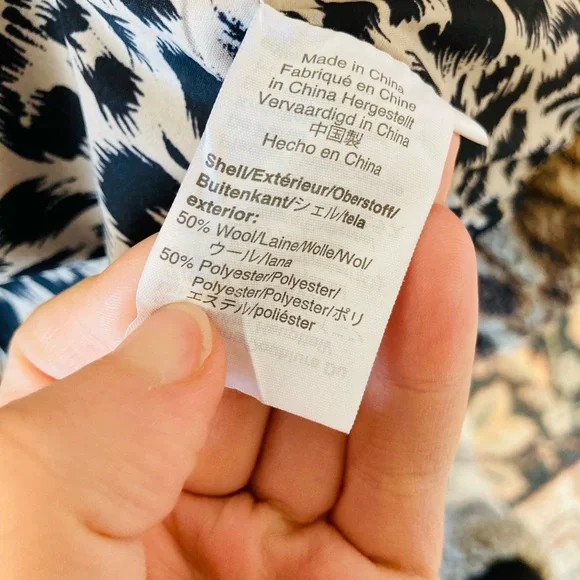 Made in China
Fabriqué en Chine
in China Hergestellt
Vervaardigd in China
中国製
Hecho en China
Shell/Extérieur/Oberstoff/
Buitenkant/シェル/tela
exterior:
50% Wool/Laine/Wolle/Wol/
ウール/lana
50% Polyester/Polyester/
Polyester/Polyester/ポリ
エステル/poliéster